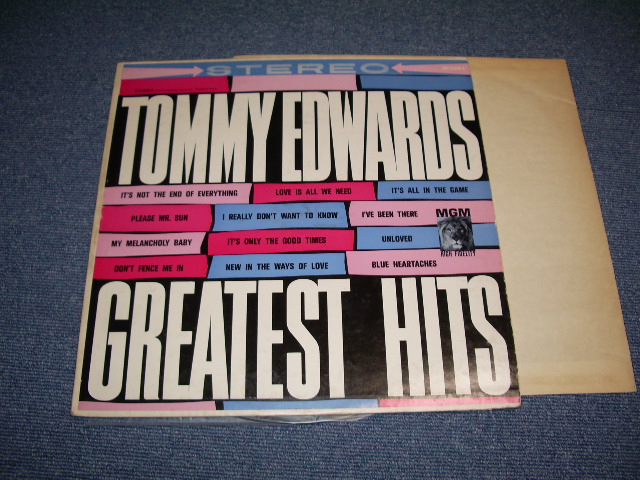 STEREO
TOMMY EDWARDS
IT'S NOT THE END OF EVERYTHING LOVE IS ALL WE NEED IT'S ALL IN THE GAME
PLEASE MR. SUN I REALLY DON'T WANT TO KNOW I'VE BEEN THERE MGM
MY MELANCHOLY BABY IT'S ONLY THE GOOD TIMES UNLOVED
HIGH FIDELITY
DON'T FENCE ME IN NEW IN THE WAYS OF LOVE BLUE HEARTACHES
GREATEST HITS